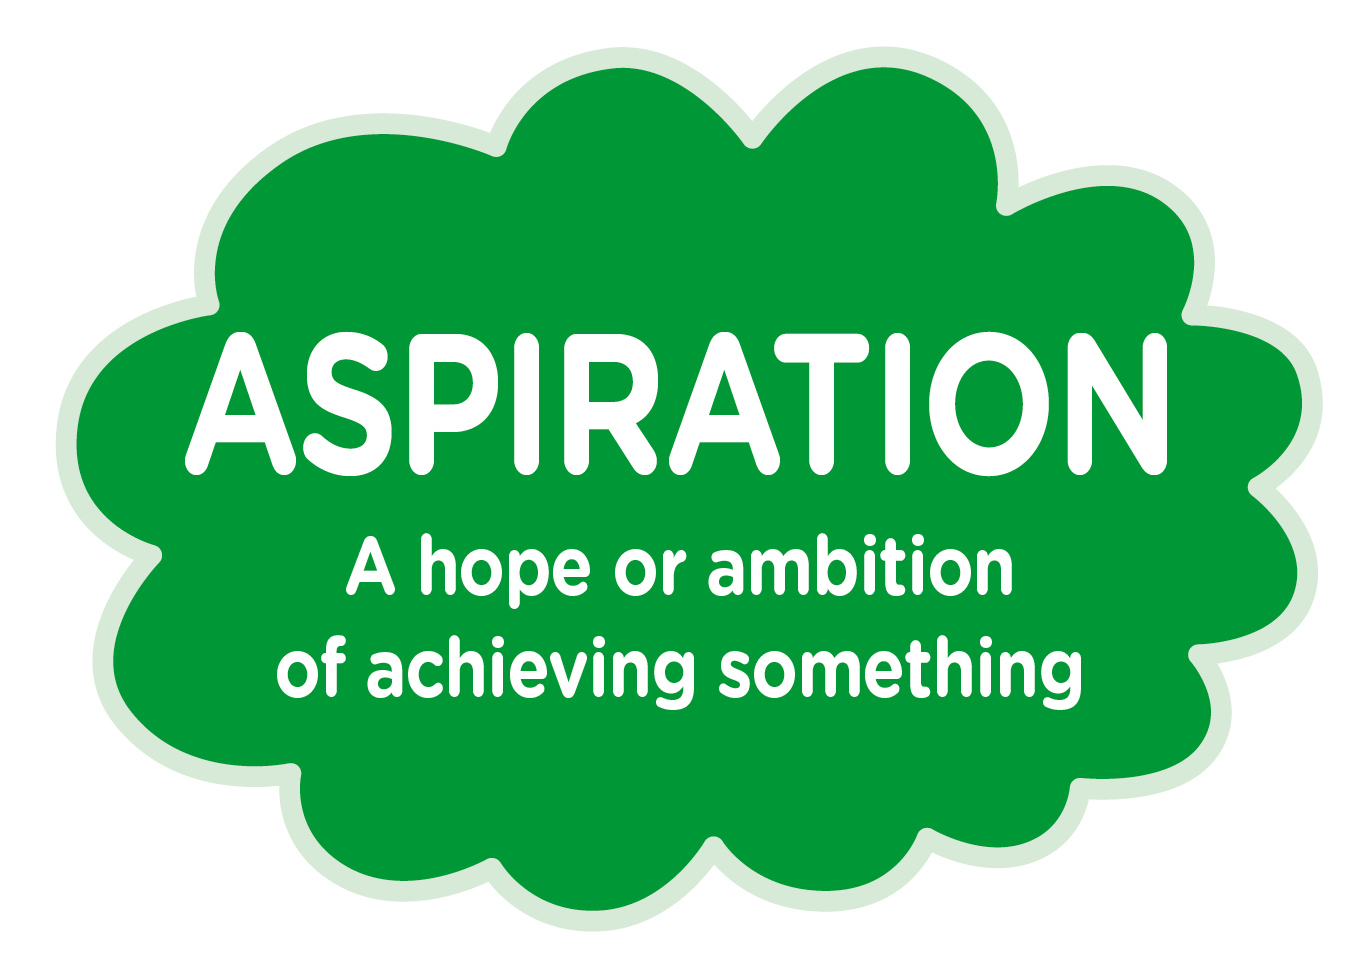 ASPIRATION
A hope or ambition
of achieving something